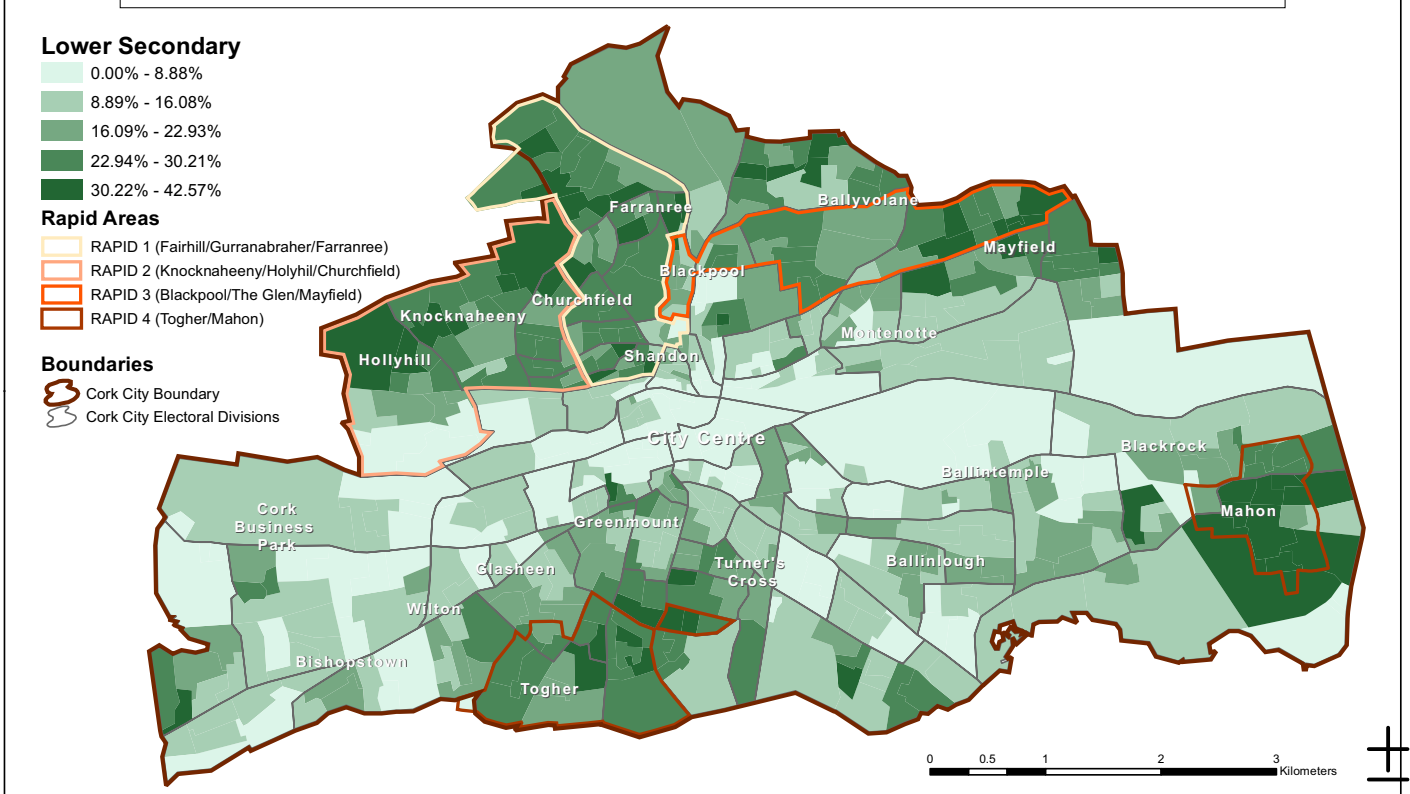 Lower Secondary
0.00% - 8.88%
8.89% - 16.08%
16.09% - 22.93%
22.94% - 30.21%
30.22% - 42.57%
Rapid Areas
RAPID 1 (Fairhill/Gurranabraher/Farranree)
RAPID 2 (Knocknaheeny/Holyhil/Churchfield)
RAPID 3 (Blackpool/The Glen/Mayfield)
RAPID 4 (Togher/Mahon)
Boundaries
Cork City Boundary
Cork City Electoral Divisions
Ballyvolane
Farranree
Mayfield
Blackpool
Churchfield
Knocknaheeny
Montenotte
Shandon
Hollyhill
City Centre
Blackrock
Ballintemple
Cork
Business
Park
Mahon
Greenmount
Turner's
Cross
Ballinlough
Glasheen
Wilton
Bishopstown
Togher
0 0.5 1 2 3
Kilometers